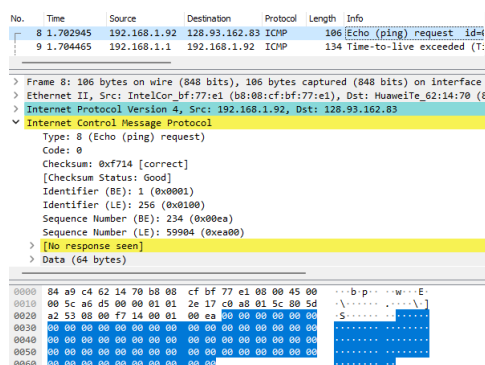 No. Time Source Destination Protocol Length Info
8 1.702945 192.168.1.92 128.93.162.83 ICMP 106 Echo (ping) request id=
9 1.704465 192.168.1.1 192.168.1.92 ICMP 134 Time-to-live exceeded (Ti
> Frame 8: 106 bytes on wire (848 bits), 106 bytes captured (848 bits) on interface
> Ethernet II, Src: IntelCor_bf:77:e1 (b8:08:cf:bf:77:e1), Dst: HuaweiTe_62:14:70 (8
> Internet Protocol Version 4, Src: 192.168.1.92, Dst: 128.93.162.83
Internet Control Message Protocol
Type: 8 (Echo (ping) request)
Code: 0
Checksum: 0xf714 [correct]
[Checksum Status: Good]
Identifier (BE): 1 (0x0001)
Identifier (LE): 256 (0x0100)
Sequence Number (BE): 234 (0x00ea)
Sequence Number (LE): 59904 (0xea00)
> [No response seen]
> Data (64 bytes)
0000 84 a9 c4 62 14 70 b8 08 cf bf 77 e1 08 00 45 00 ···b·p·· ··w···E·
0010 00 5c a6 d5 00 00 01 01 2e 17 c0 a8 01 5c 80 5d ·\······ .····\·]
0020 a2 53 08 00 f7 14 00 01 00 ea 00 00 00 00 00 00 ·S······ ········
0030 00 00 00 00 00 00 00 00 00 00 00 00 00 00 00 00 ········ ········
0040 00 00 00 00 00 00 00 00 00 00 00 00 00 00 00 00 ········ ········
0050 00 00 00 00 00 00 00 00 00 00 00 00 00 00 00 00 ········ ········
0060 00 00 00 00 00 00 00 00 00 00 ········ ··